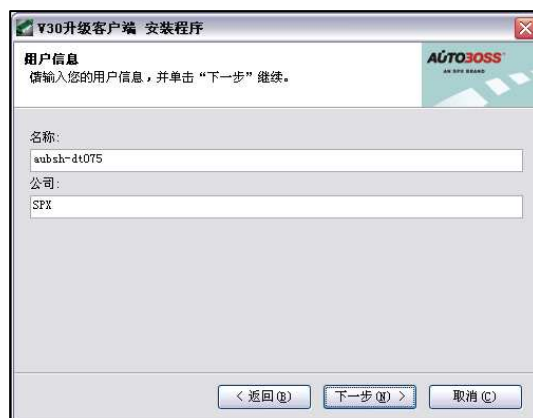 V30升级客户端 安装程序
用户信息
请输入您的用户信息，并单击“下一步”继续。
AUTOBOSS
AN SPX BRAND
名称:
aubsh-dt075
公司:
SPX
< 返回(B)
下一步(N) >
取消(C)